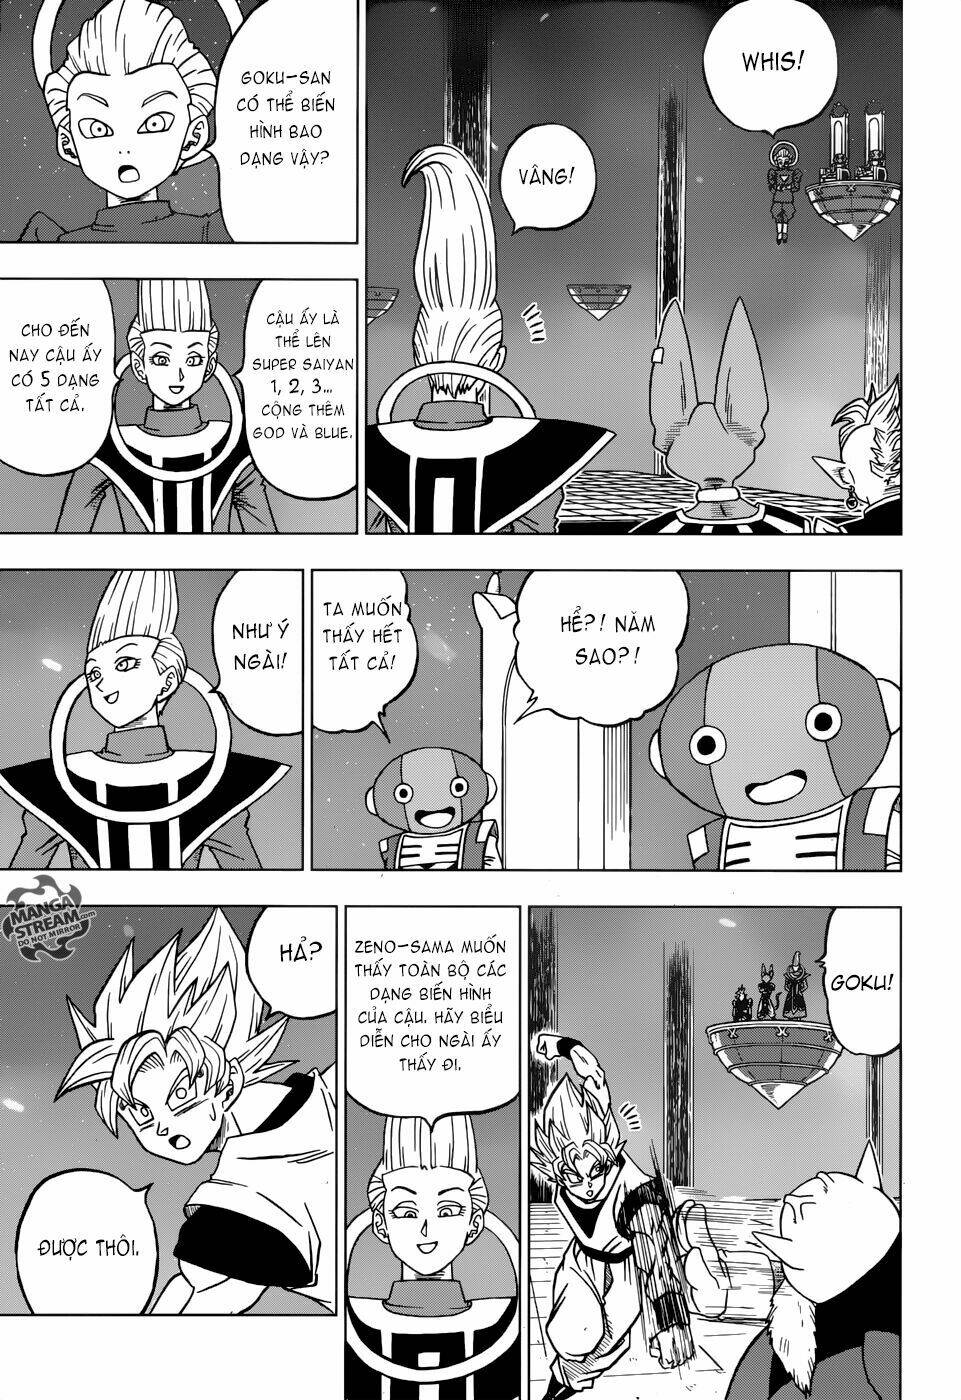 WHIS!
VÂNG!
GOKU-SAN
CÓ THỂ BIẾN
HÌNH BAO
DẠNG VẬY?
CẬU ẤY LÀ
THỂ LÊN
SUPER SAIYAN
1, 2, 3...
CỘNG THÊM
GOD VÀ BLUE.
CHO ĐẾN
NAY CẬU ẤY
CÓ 5 DẠNG
TẤT CẢ.
HỂ?! NĂM
SAO?!
TA MUỐN
THẤY HẾT
TẤT CẢ!
NHƯ Ý
NGÀI!
GOKU!
ZENO-SAMA MUỐN
THẤY TOÀN BỘ CÁC
DẠNG BIẾN HÌNH
CỦA CẬU. HÃY BIỂU
DIỄN CHO NGÀI ẤY
THẤY ĐI.
HẢ?
ĐƯỢC THÔI.
MANGA
STREAM.com
DO NOT MIRROR